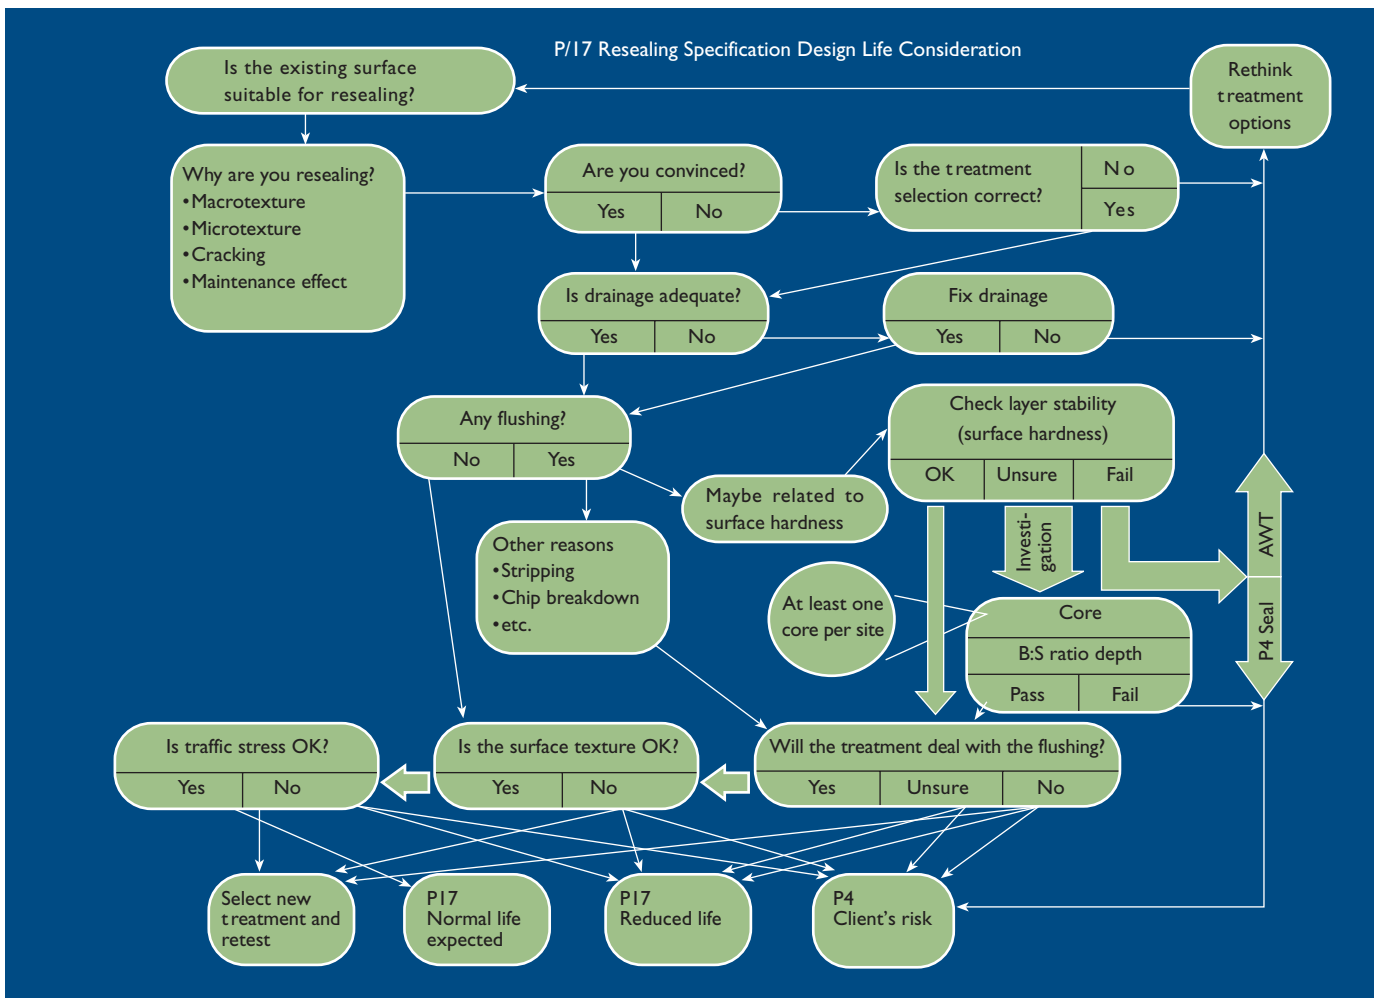 P/17 Resealing Specification Design Life Consideration
Is the existing surface
suitable for resealing?
Rethink
treatment
options
Why are you resealing?
•Macrotexture
•Microtexture
•Cracking
•Maintenance effect
Are you convinced?
Yes
No
Is the treatment
selection correct?
No
Yes
Is drainage adequate?
Yes
No
Fix drainage
Yes
No
Any flushing?
No
Yes
Check layer stability
(surface hardness)
OK
Unsure
Fail
Maybe related to
surface hardness
Other reasons
•Stripping
•Chip breakdown
•etc.
Investi-
gation
AWT
P4 Seal
At least one
core per site
Core
B:S ratio depth
Pass
Fail
Is traffic stress OK?
Yes
No
Is the surface texture OK?
Yes
No
Will the treatment deal with the flushing?
Yes
Unsure
No
Select new
treatment and
retest
P17
Normal life
expected
P17
Reduced life
P4
Client's risk